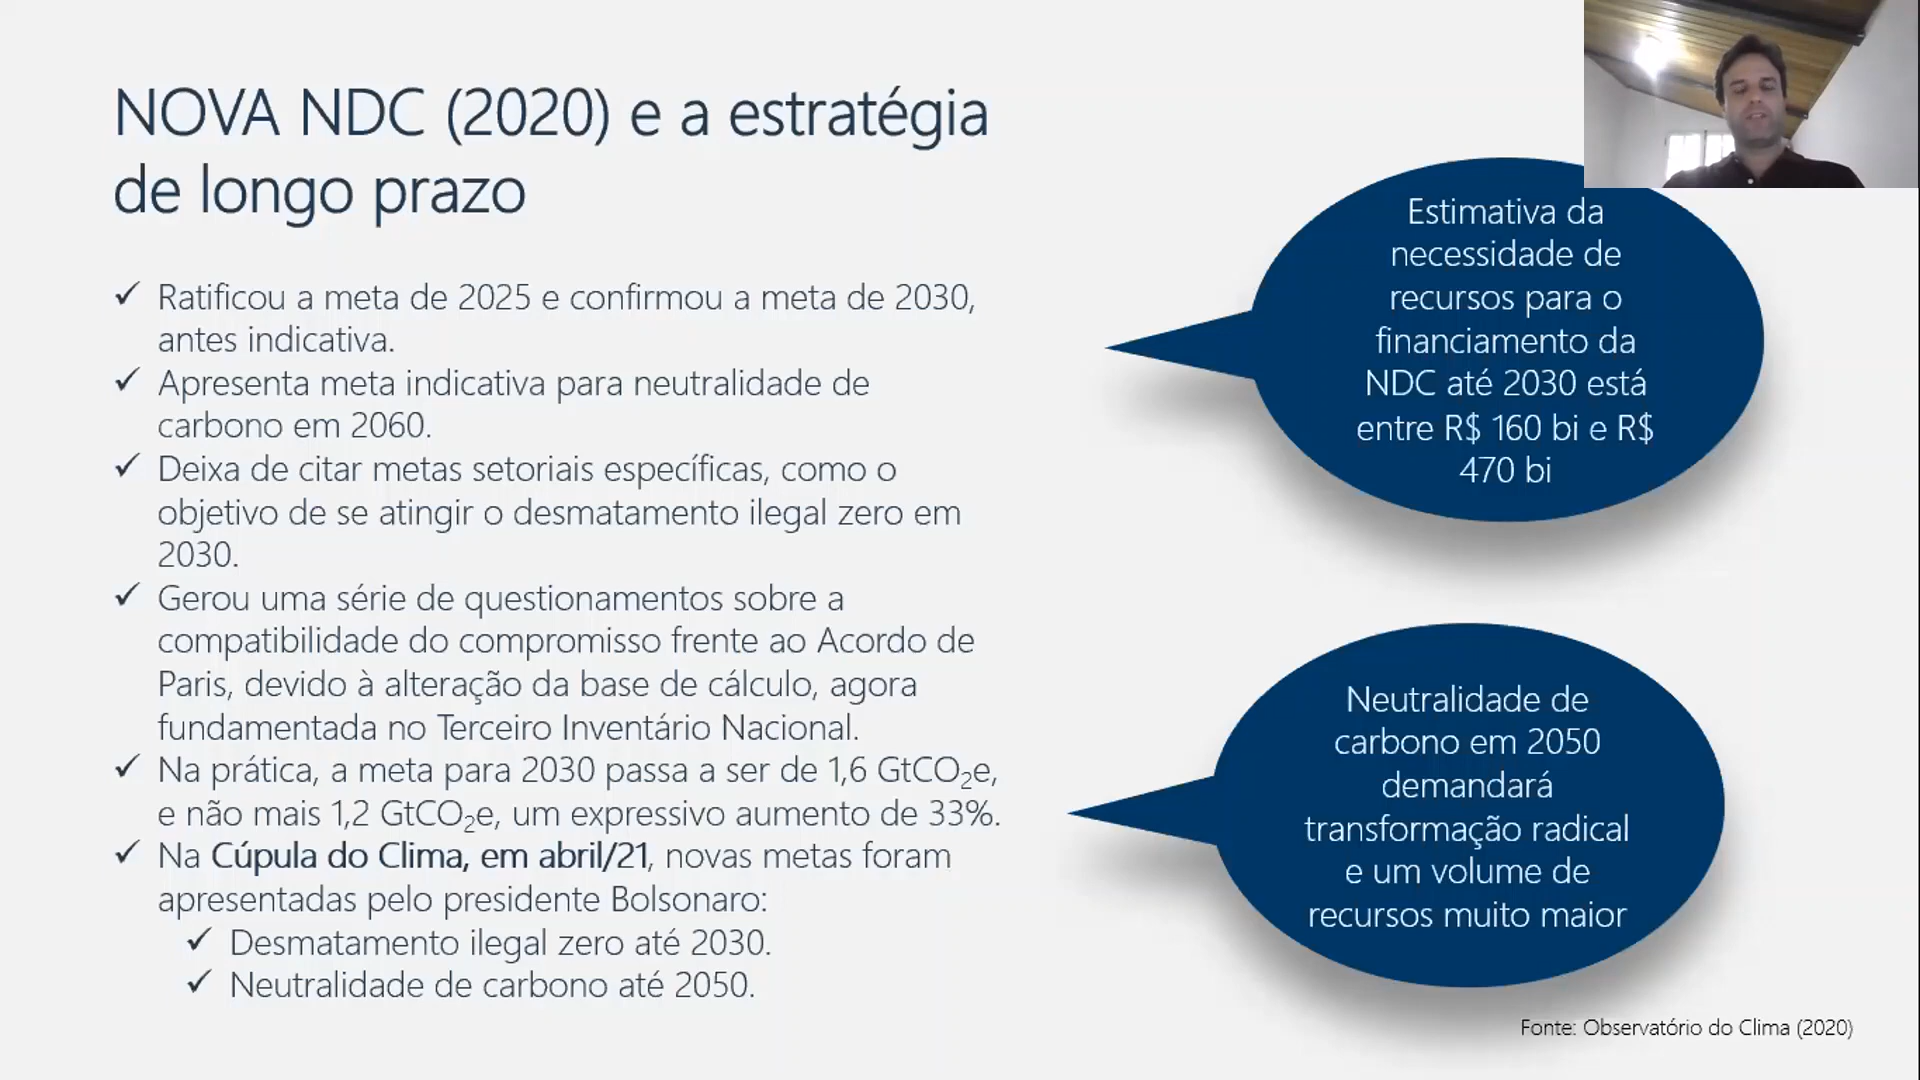 NOVA NDC (2020) e a estratégia
de longo prazo
✓ Ratificou a meta de 2025 e confirmou a meta de 2030,
antes indicativa.
✓ Apresenta meta indicativa para neutralidade de
carbono em 2060.
✓ Deixa de citar metas setoriais específicas, como o
objetivo de se atingir o desmatamento ilegal zero em
2030.
✓ Gerou uma série de questionamentos sobre a
compatibilidade do compromisso frente ao Acordo de
Paris, devido à alteração da base de cálculo, agora
fundamentada no Terceiro Inventário Nacional.
✓ Na prática, a meta para 2030 passa a ser de 1,6 GtCO₂e,
e não mais 1,2 GtCO₂e, um expressivo aumento de 33%.
✓ Na Cúpula do Clima, em abril/21, novas metas foram
apresentadas pelo presidente Bolsonaro:
✓ Desmatamento ilegal zero até 2030.
✓ Neutralidade de carbono até 2050.
Estimativa da
necessidade de
recursos para o
financiamento da
NDC até 2030 está
entre R$ 160 bi e R$
470 bi
Neutralidade de
carbono em 2050
demandará
transformação radical
e um volume de
recursos muito maior
Fonte: Observatório do Clima (2020)